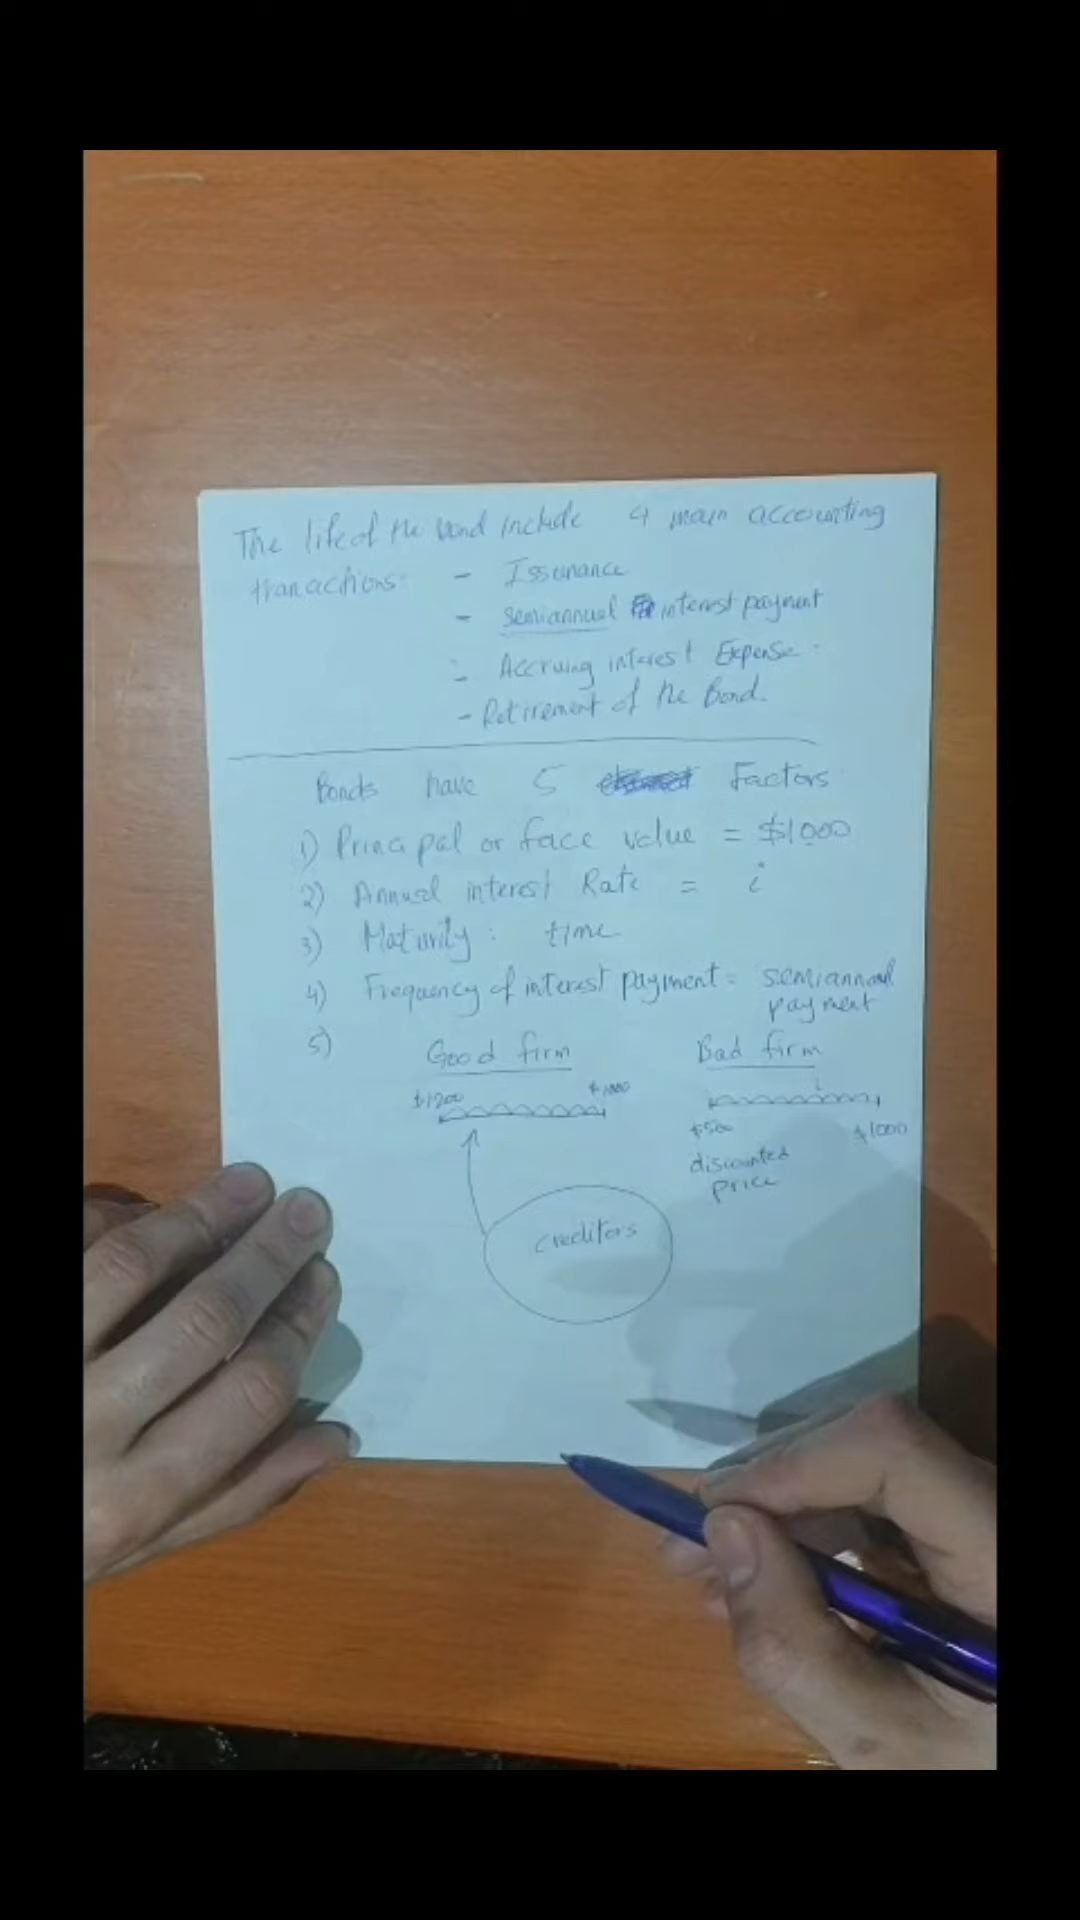 The life of the bond include 4 main accounting
tranactions:
- Issunance
- Semiannual interest payment
- Accruing interest Expense.
- Retirement of the Bond.
Bonds have 5 Factors
1) Principal or face value = $1000
2) Annual interest Rate = i
3) Maturity: time
4) Frequency of interest payment: semiannual
payment
5)
Good firm
$1200 $1000
Bad firm
$500 $1000
discounted
price
creditors